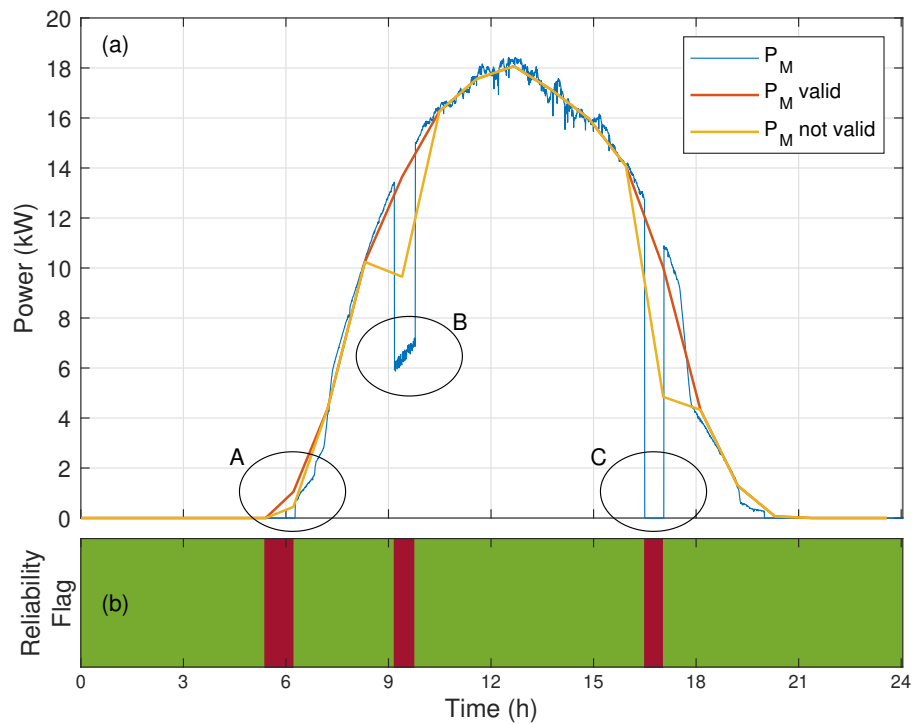 20
18
16
14
12
10
8
6
4
2
0
Power (kW)
(a)
P_M
P_M valid
P_M not valid
A
B
C
Reliability
Flag
(b)
0 3 6 9 12 15 18 21 24
Time (h)